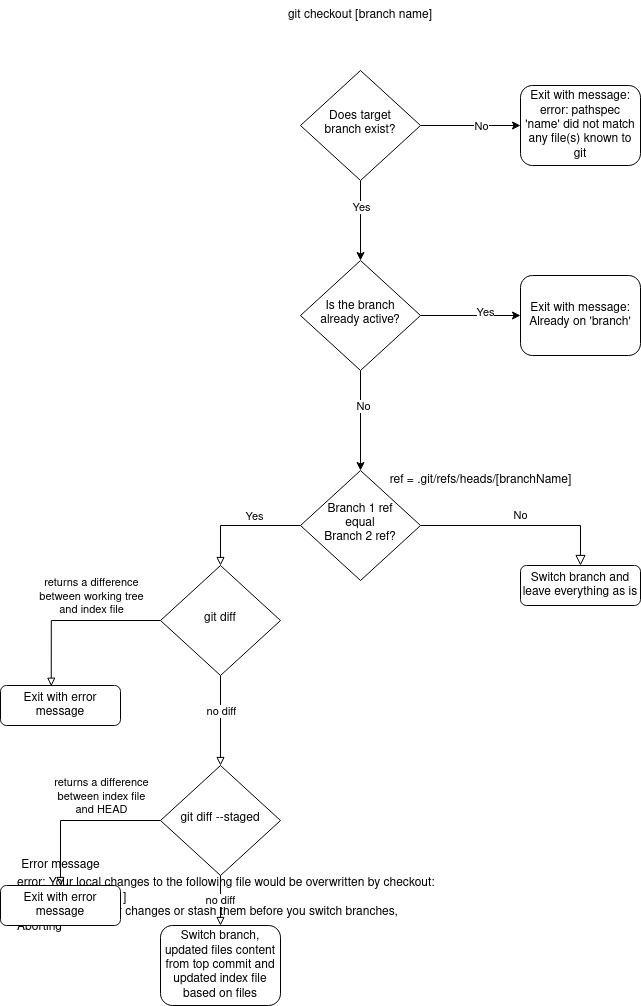 git checkout [branch name]
Does target
branch exist?
No
Exit with message:
error: pathspec
'name' did not match
any file(s) known to
git
Yes
Is the branch
already active?
Yes
Exit with message:
Already on 'branch'
No
ref = .git/refs/heads/[branchName]
Branch 1 ref
equal
Branch 2 ref?
Yes
No
Switch branch and
leave everything as is
returns a difference
between working tree
and index file
git diff
Exit with error
message
no diff
returns a difference
between index file
and HEAD
git diff --staged
Error message
error: Your local changes to the following file would be overwritten by checkout:
]
changes or stash them before you switch branches,
Aborting
Exit with error
message
no diff
Switch branch,
updated files content
from top commit and
updated index file
based on files